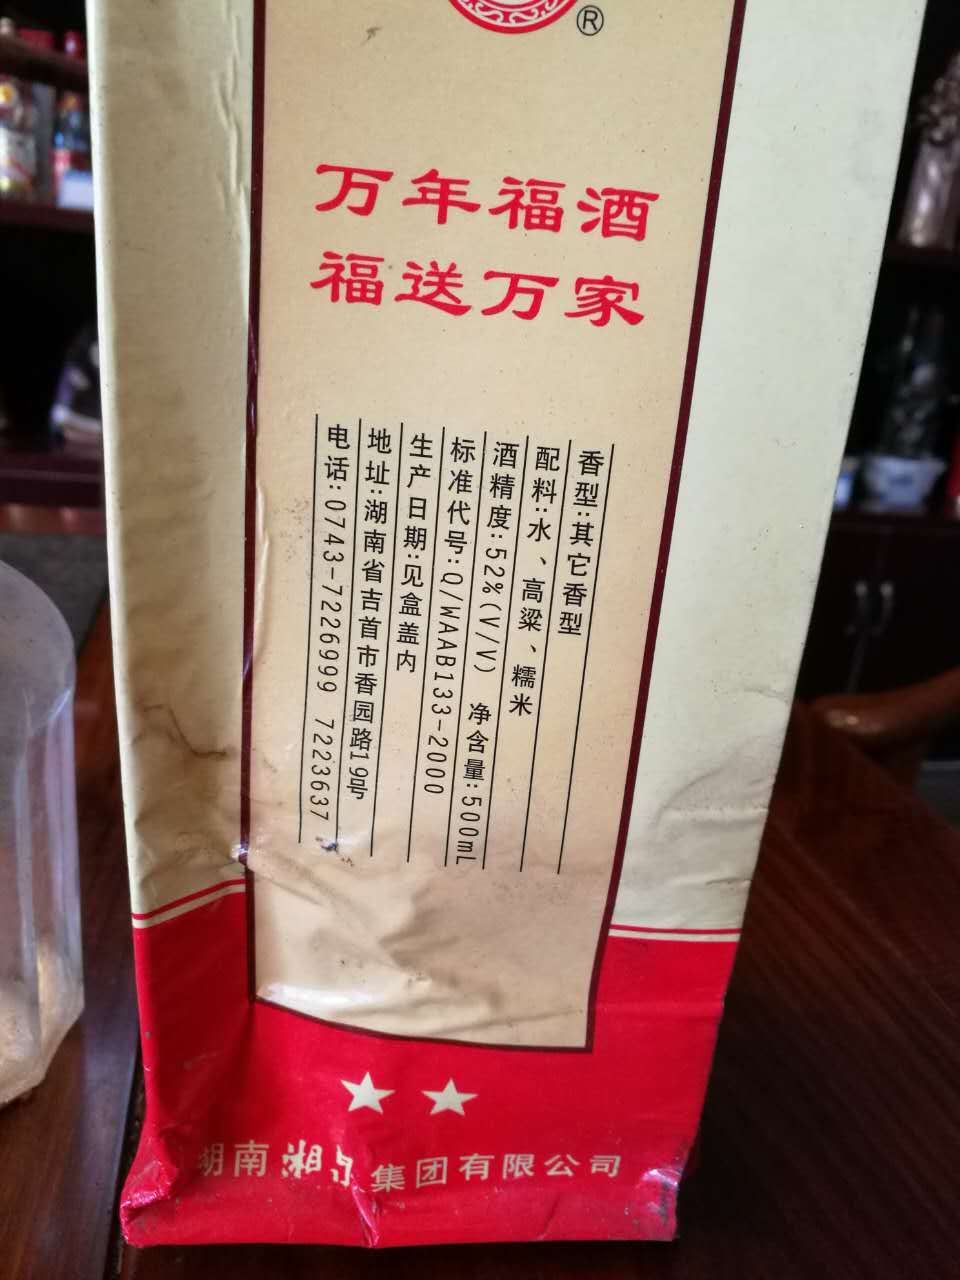 ®
万年福酒
福送万家
香型:其它香型
配料:水、高粱、糯米
酒精度:52%(V/V) 净含量:500mL
标准代号:Q/WAAB133-2000
生产日期:见盒盖内
地址:湖南省吉首市香园路19号
电话:0743-7226999 7223637
湖南湘 集团有限公司